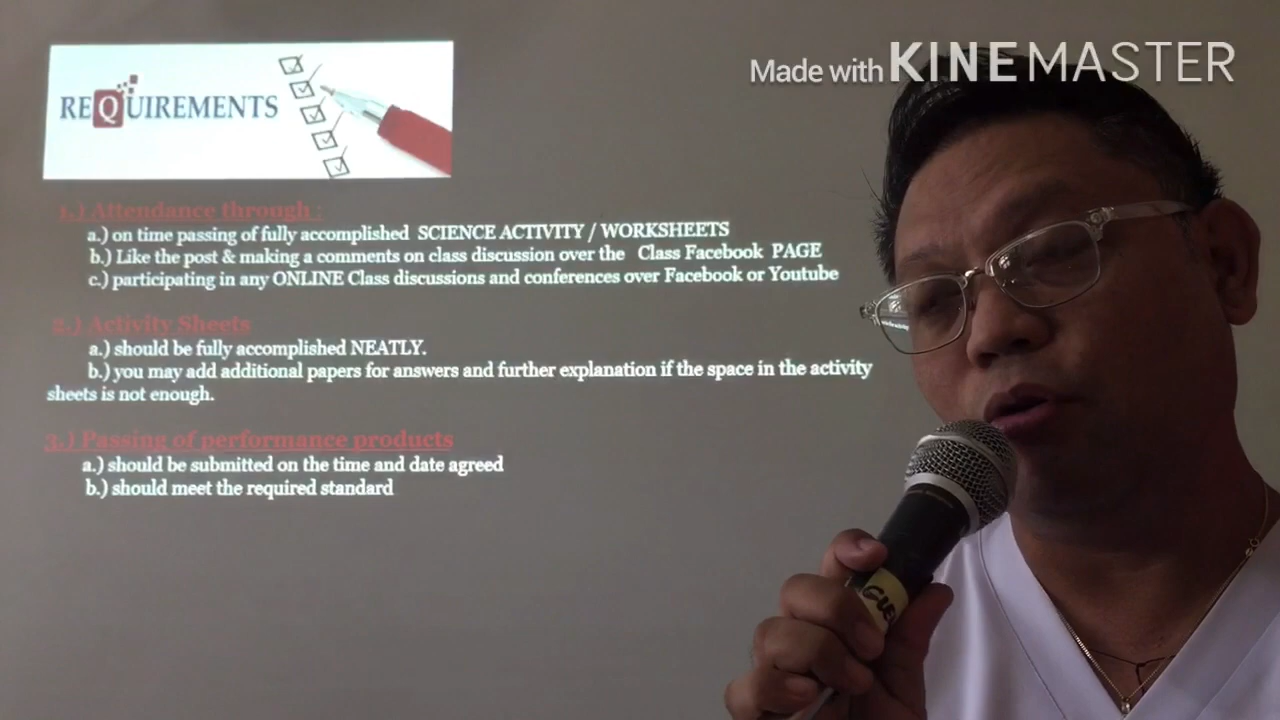 Made with KINEMASTER
REQUIREMENTS
1.) Attendance through :
a.) on time passing of fully accomplished SCIENCE ACTIVITY / WORKSHEETS
b.) Like the post & making a comments on class discussion over the Class Facebook PAGE
c.) participating in any ONLINE Class discussions and conferences over Facebook or Youtube
2.) Activity Sheets
a.) should be fully accomplished NEATLY.
b.) you may add additional papers for answers and further explanation if the space in the activity
sheets is not enough.
3.) Passing of performance products
a.) should be submitted on the time and date agreed
b.) should meet the required standard